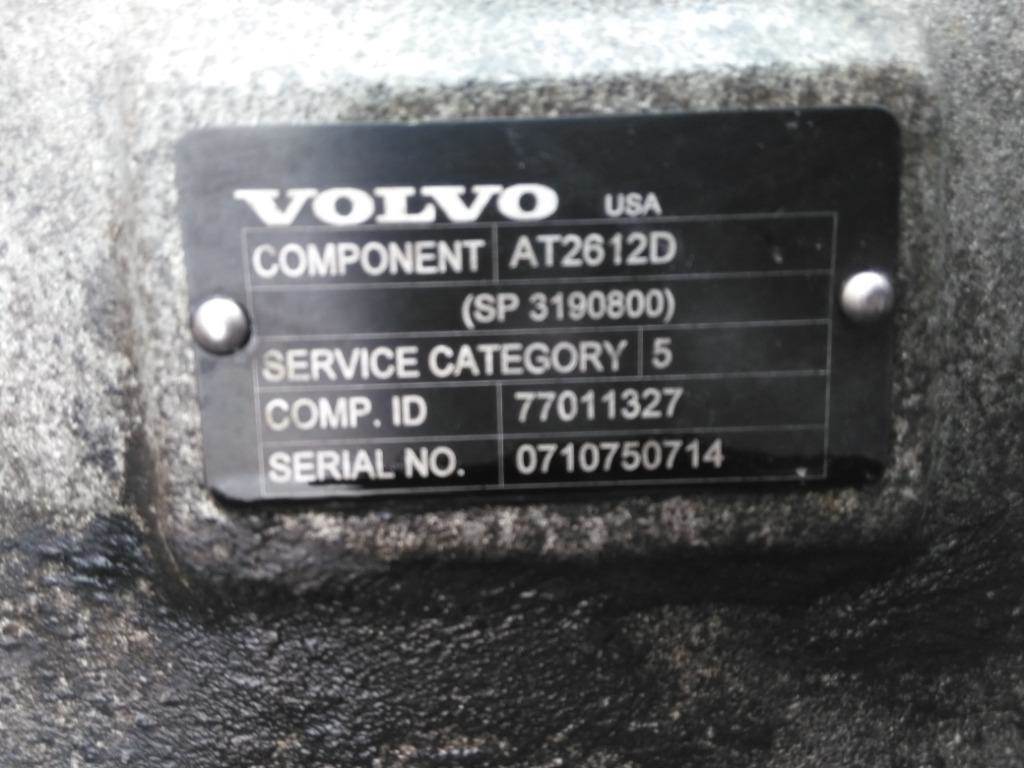 VOLVO USA
COMPONENT AT2612D
(SP 3190800)
SERVICE CATEGORY 5
COMP. ID 77011327
SERIAL NO. 0710750714